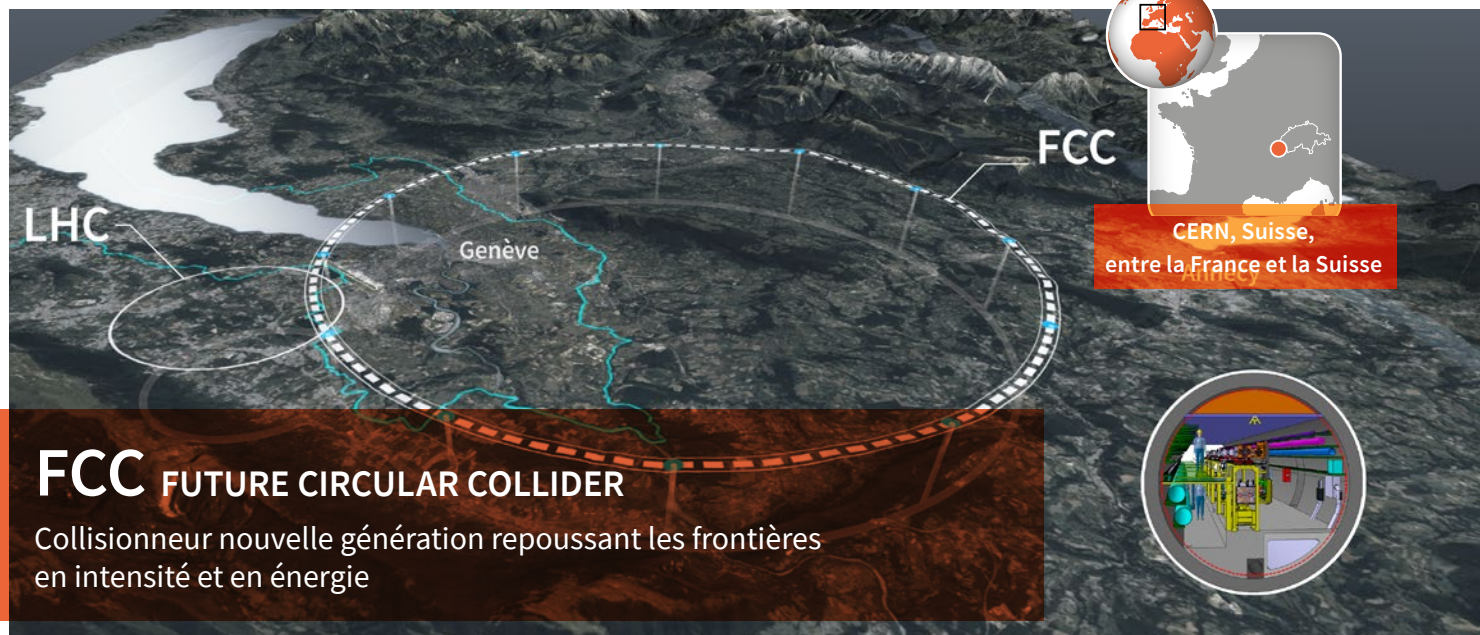 FCC
LHC
Genève
CERN, Suisse,
entre la France et la Suisse
Annecy
FCC FUTURE CIRCULAR COLLIDER
Collisionneur nouvelle génération repoussant les frontières
en intensité et en énergie